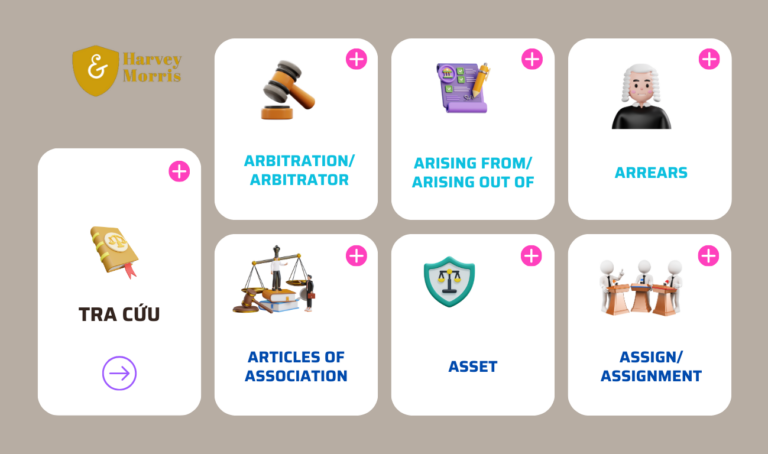 &
Harvey
Morris
TRA CỨU
ARBITRATION/
ARBITRATOR
ARISING FROM/
ARISING OUT OF
ARREARS
ARTICLES OF
ASSOCIATION
ASSET
ASSIGN/
ASSIGNMENT